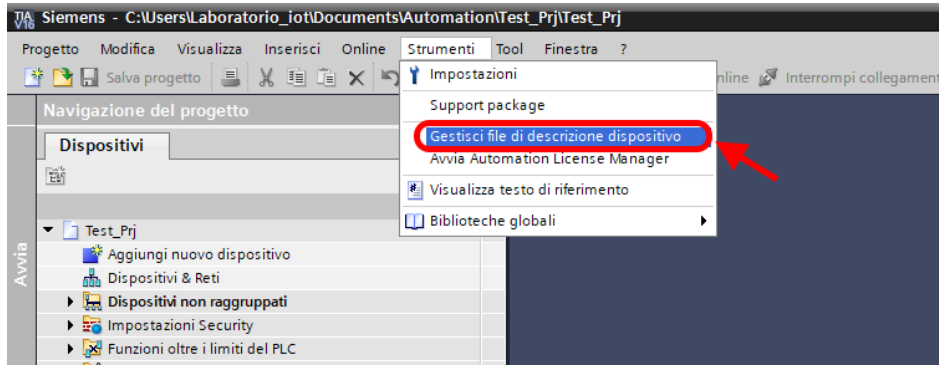 TIA V16 Siemens - C:\Users\Laboratorio_iot\Documents\Automation\Test_Prj\Test_Prj
Progetto Modifica Visualizza Inserisci Online Strumenti Tool Finestra ?
Salva progetto
Impostazioni
nline Interrompi collegament
Navigazione del progetto
Support package
Dispositivi
Gestisci file di descrizione dispositivo
Avvia Automation License Manager
Visualizza testo di riferimento
Biblioteche globali
Test_Prj
Aggiungi nuovo dispositivo
Dispositivi & Reti
Dispositivi non raggruppati
Impostazioni Security
Funzioni oltre i limiti del PLC
Avvia